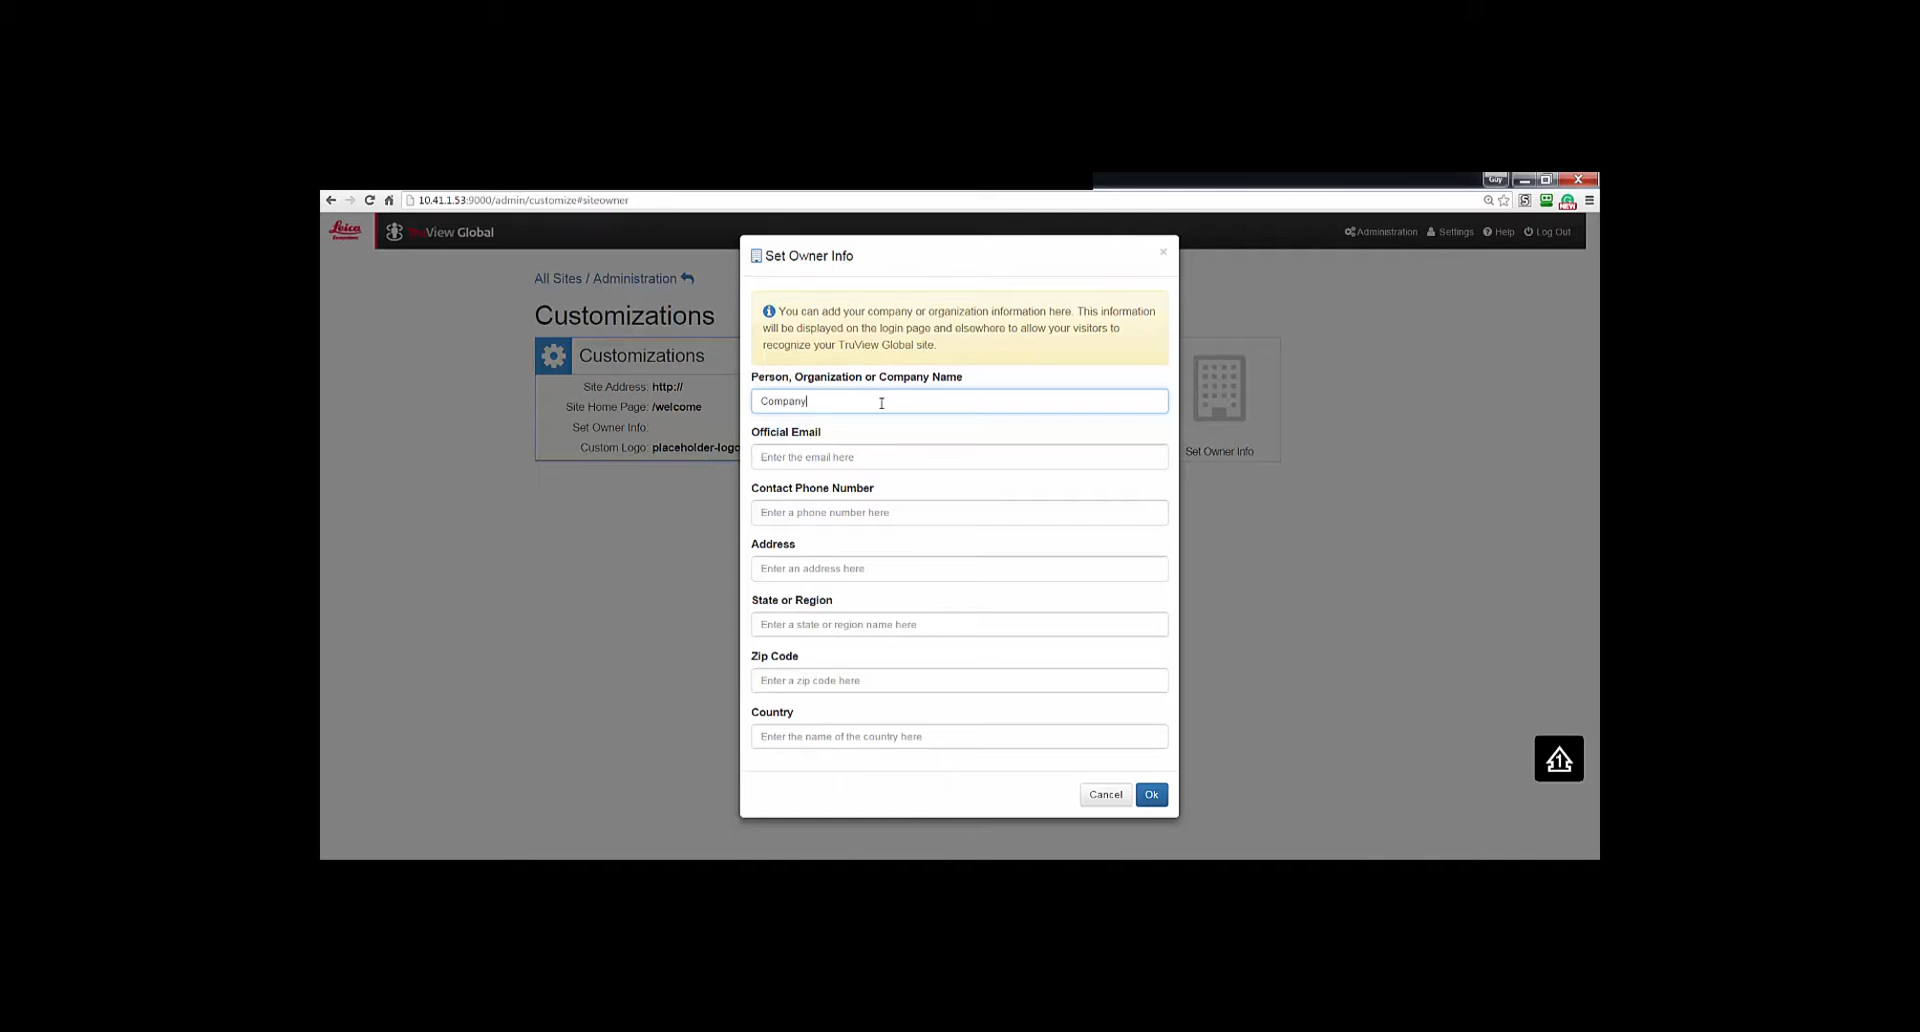 Guy
10.41.1.53:9000/admin/customize#siteowner
Leica
TruView Global
Administration Settings Help Log Out
All Sites / Administration
Customizations
Customizations
Site Address: http://
Site Home Page: /welcome
Set Owner Info:
Custom Logo: placeholder-logo
Set Owner Info
Set Owner Info
×
You can add your company or organization information here. This information
will be displayed on the login page and elsewhere to allow your visitors to
recognize your TruView Global site.
Person, Organization or Company Name
Company
Official Email
Enter the email here
Contact Phone Number
Enter a phone number here
Address
Enter an address here
State or Region
Enter a state or region name here
Zip Code
Enter a zip code here
Country
Enter the name of the country here
Cancel Ok
NEW
1